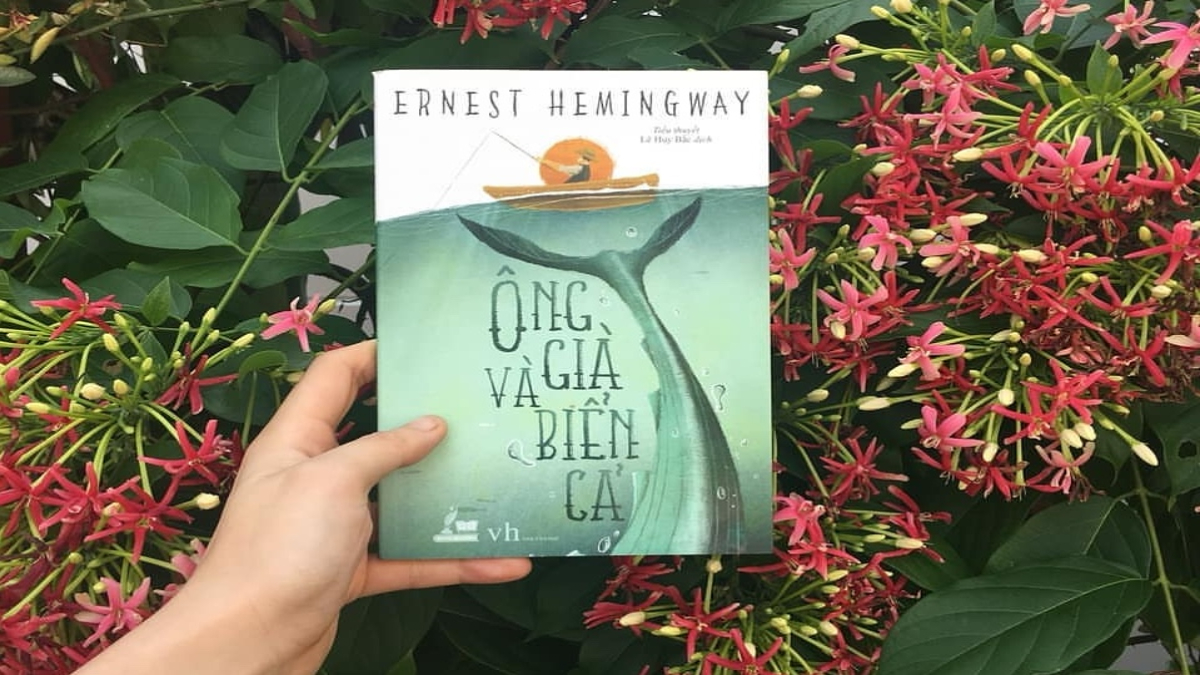 ERNEST HEMINGWAY
Tiểu thuyết
Lê Huy Bắc dịch
ÔNG
VÀ GIÀ
BIỂN
CẢ
vh